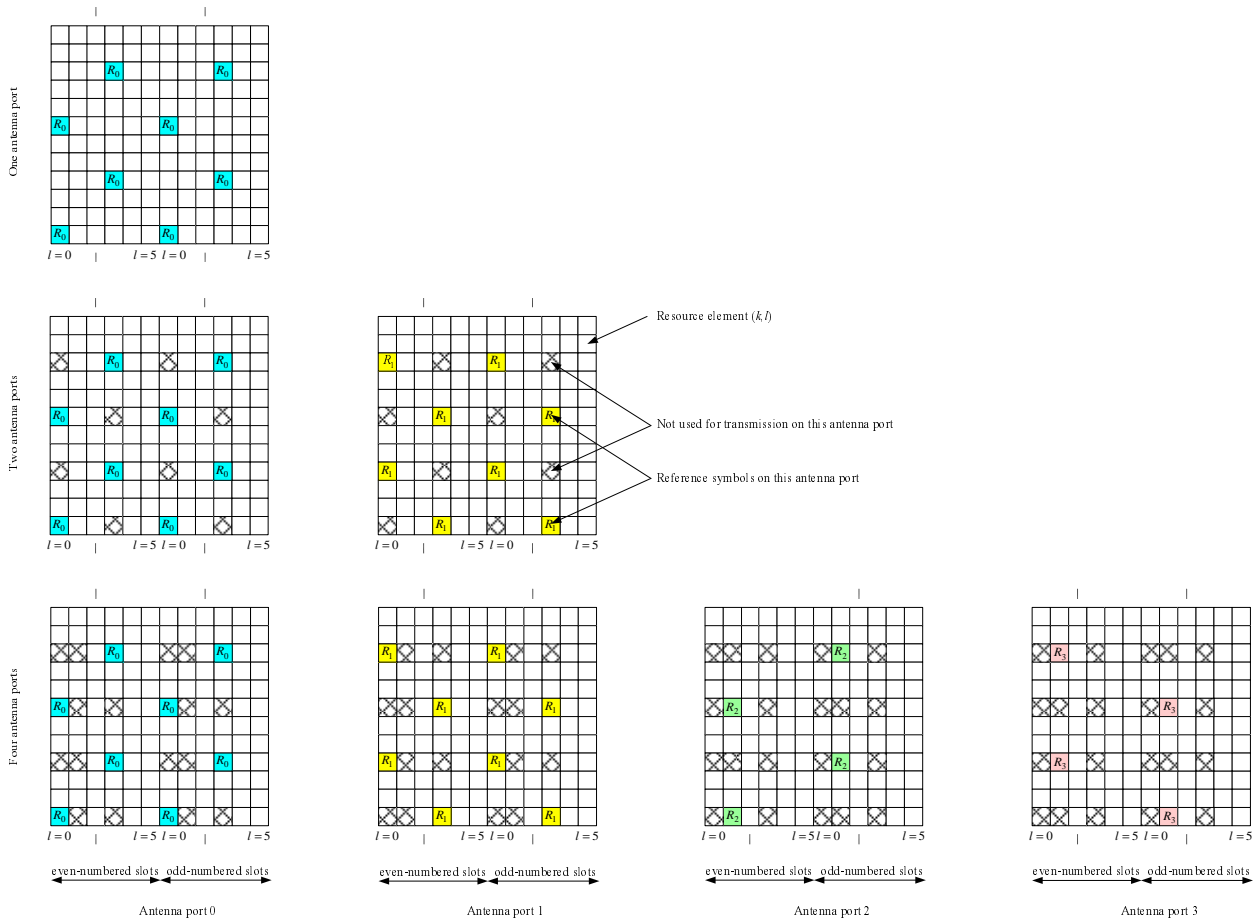 One antenna port
R0 R0
R0 R0
R0 R0
R0 R0
l = 0 l = 5 l = 0 l = 5
Two antenna ports
R0 R0
R0 R0
R0 R0
R0 R0
l = 0 l = 5 l = 0 l = 5
R1 R1
R1 R1
R1 R1
R1 R1
l = 0 l = 5 l = 0 l = 5
Resource element (k,l)
Not used for transmission on this antenna port
Reference symbols on this antenna port
Four antenna ports
R0 R0
R0 R0
R0 R0
R0 R0
l = 0 l = 5 l = 0 l = 5
even-numbered slots odd-numbered slots
Antenna port 0
R1 R1
R1 R1
R1 R1
R1 R1
l = 0 l = 5 l = 0 l = 5
even-numbered slots odd-numbered slots
Antenna port 1
R2
R2
R2
R2
l = 0 l = 5 l = 0 l = 5
even-numbered slots odd-numbered slots
Antenna port 2
R3
R3
R3
R3
l = 0 l = 5 l = 0 l = 5
even-numbered slots odd-numbered slots
Antenna port 3